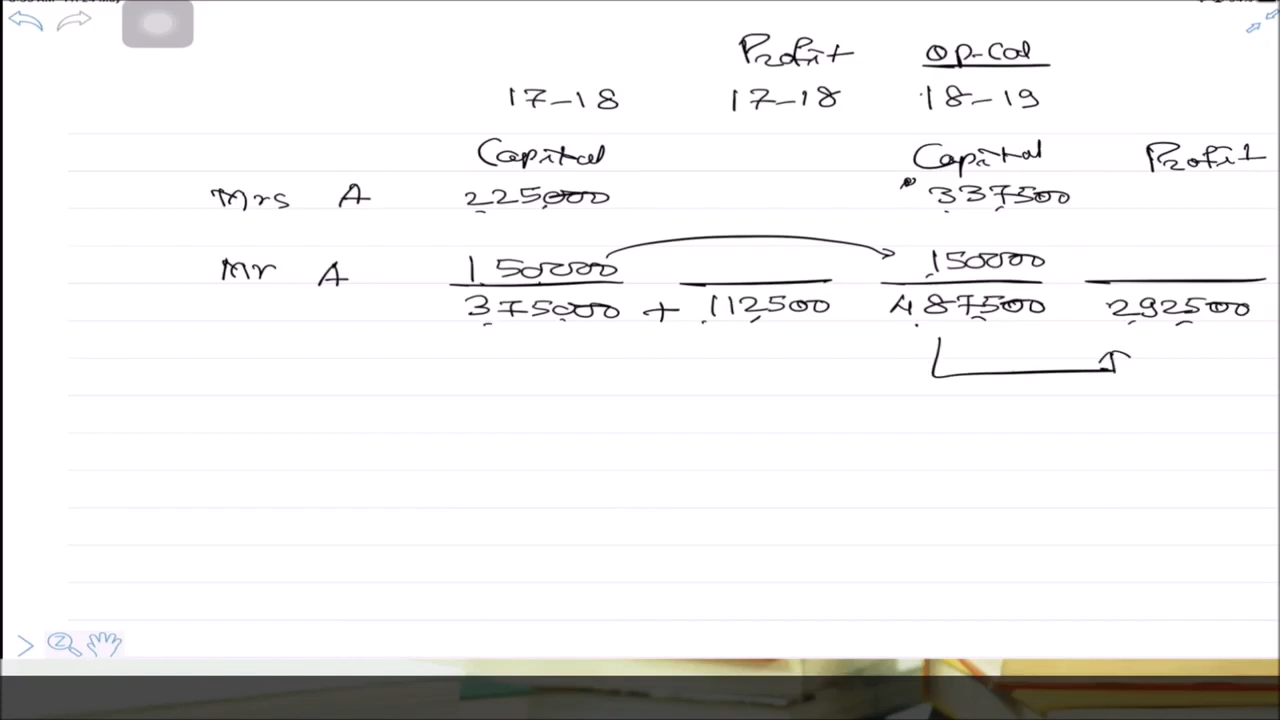 Profit Op-Cal
17-18 17-18 18-19
Capital Capital Profit
Mrs A 225000 337500
Mr A 150000 150000
375000 + 112500 487500 292500